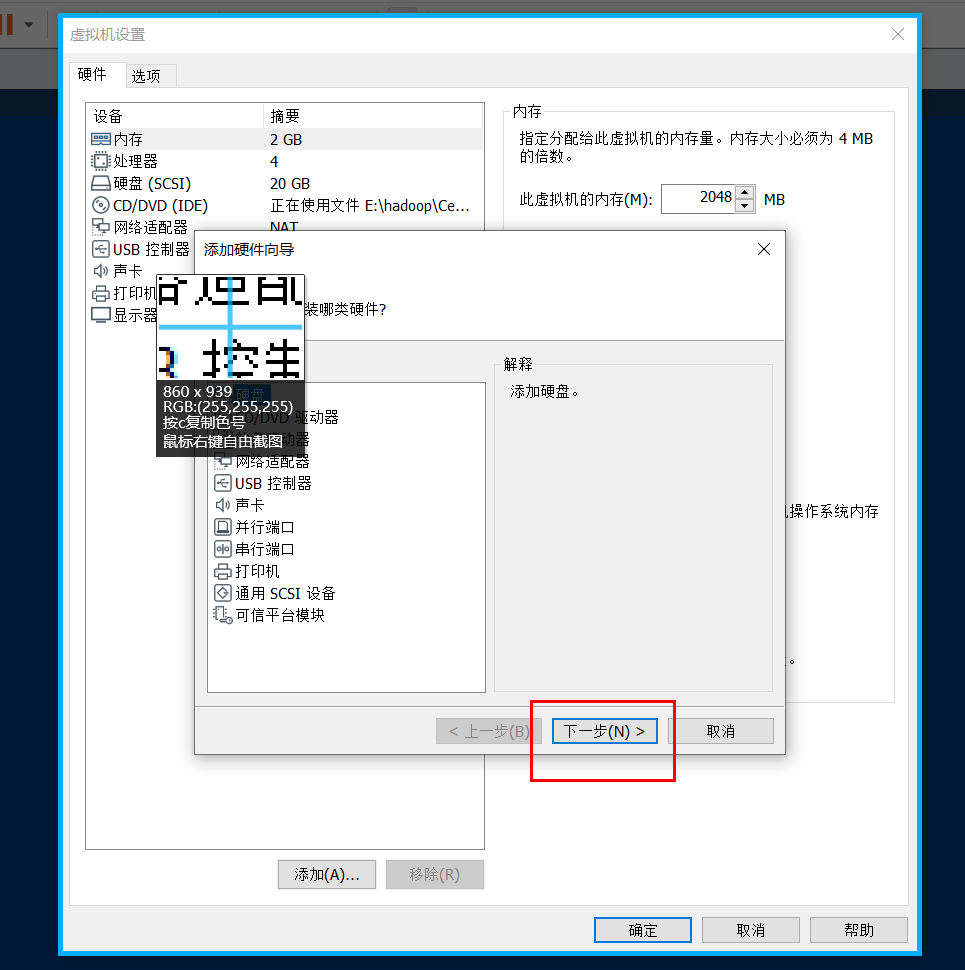 虚拟机设置
硬件 选项
设备 摘要
内存 2 GB
处理器 4
硬盘 (SCSI) 20 GB
CD/DVD (IDE) 正在使用文件 E:\hadoop\Ce...
网络适配器 NAT
USB 控制器
声卡
打印机
显示器
内存
指定分配给此虚拟机的内存量。内存大小必须为 4 MB
的倍数。
此虚拟机的内存(M): 2048 MB
操作系统内存
。
添加硬件向导
装哪类硬件?
控制
860 x 939
RGB:(255,255,255)
按c复制色号
鼠标右键自由截图
硬盘
CD/DVD 驱动器
驱动器
网络适配器
USB 控制器
声卡
并行端口
串行端口
打印机
通用 SCSI 设备
可信平台模块
解释
添加硬盘。
< 上一步(B) 下一步(N) > 取消
添加(A)... 移除(R)
确定 取消 帮助